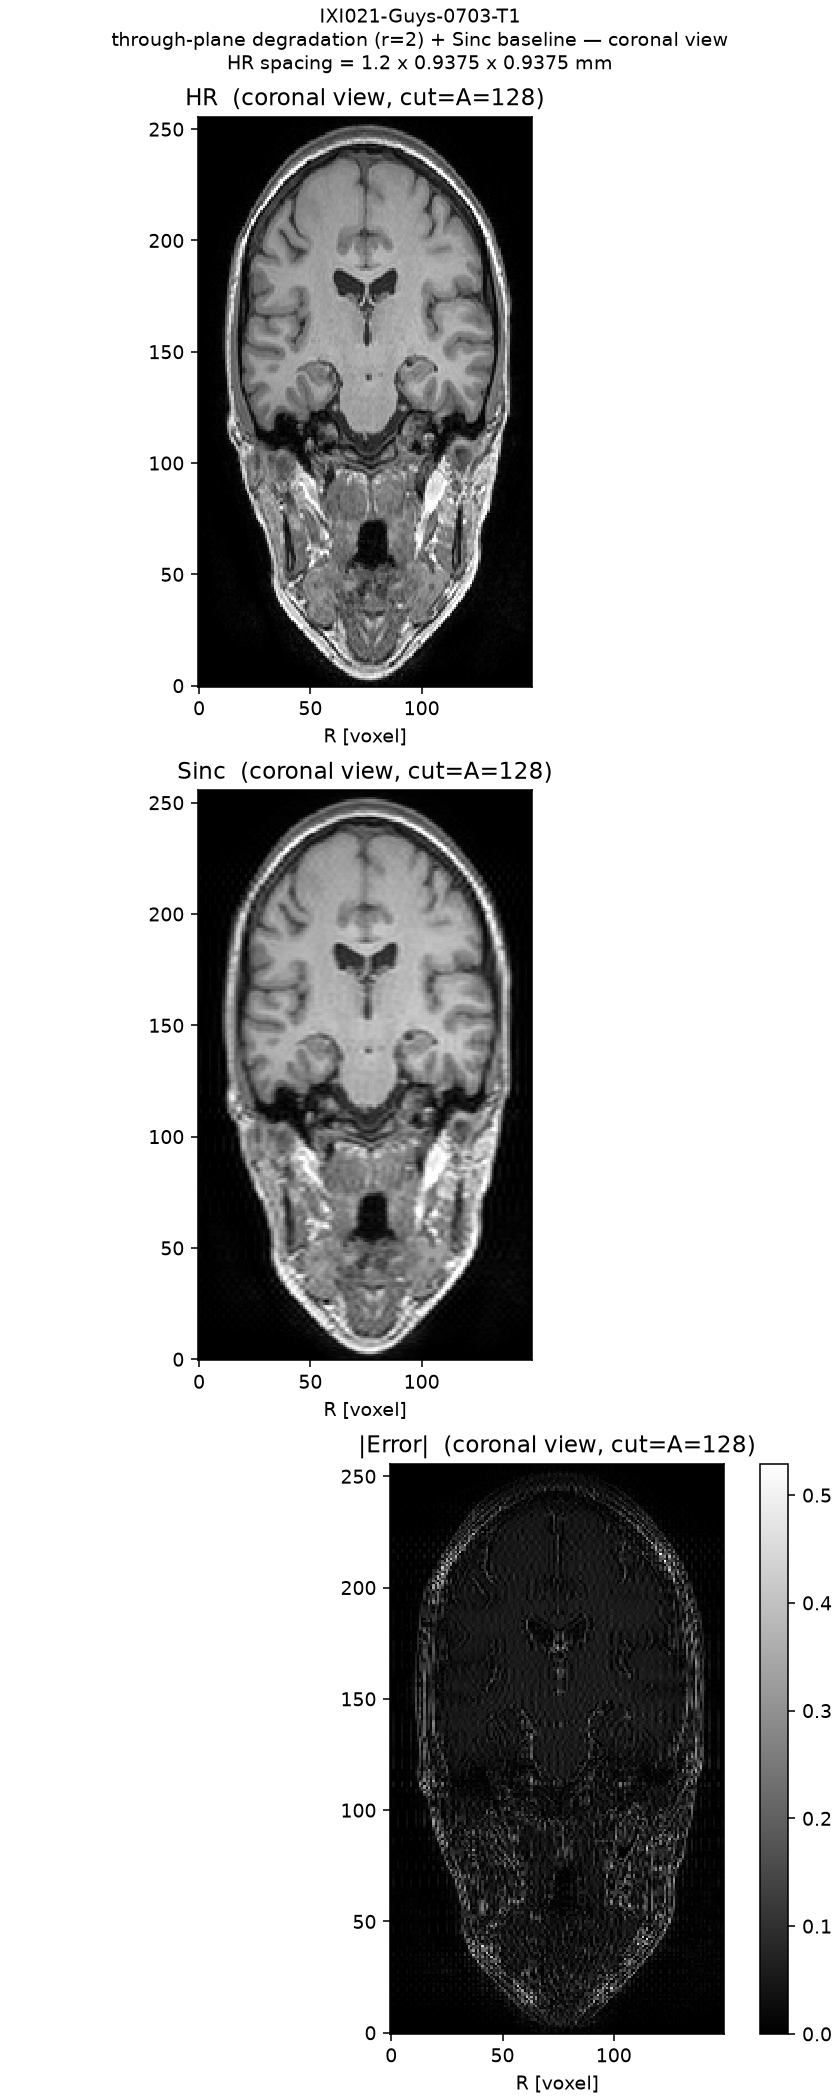 IXI021-Guys-0703-T1
through-plane degradation (r=2) + Sinc baseline — coronal view
HR spacing = 1.2 x 0.9375 x 0.9375 mm
HR (coronal view, cut=A=128)
250
200
150
100
50
0
0 50 100
R [voxel]
Sinc (coronal view, cut=A=128)
250
200
150
100
50
0
0 50 100
R [voxel]
|Error| (coronal view, cut=A=128)
250
200
150
100
50
0
0 50 100
R [voxel]
0.5
0.4
0.3
0.2
0.1
0.0